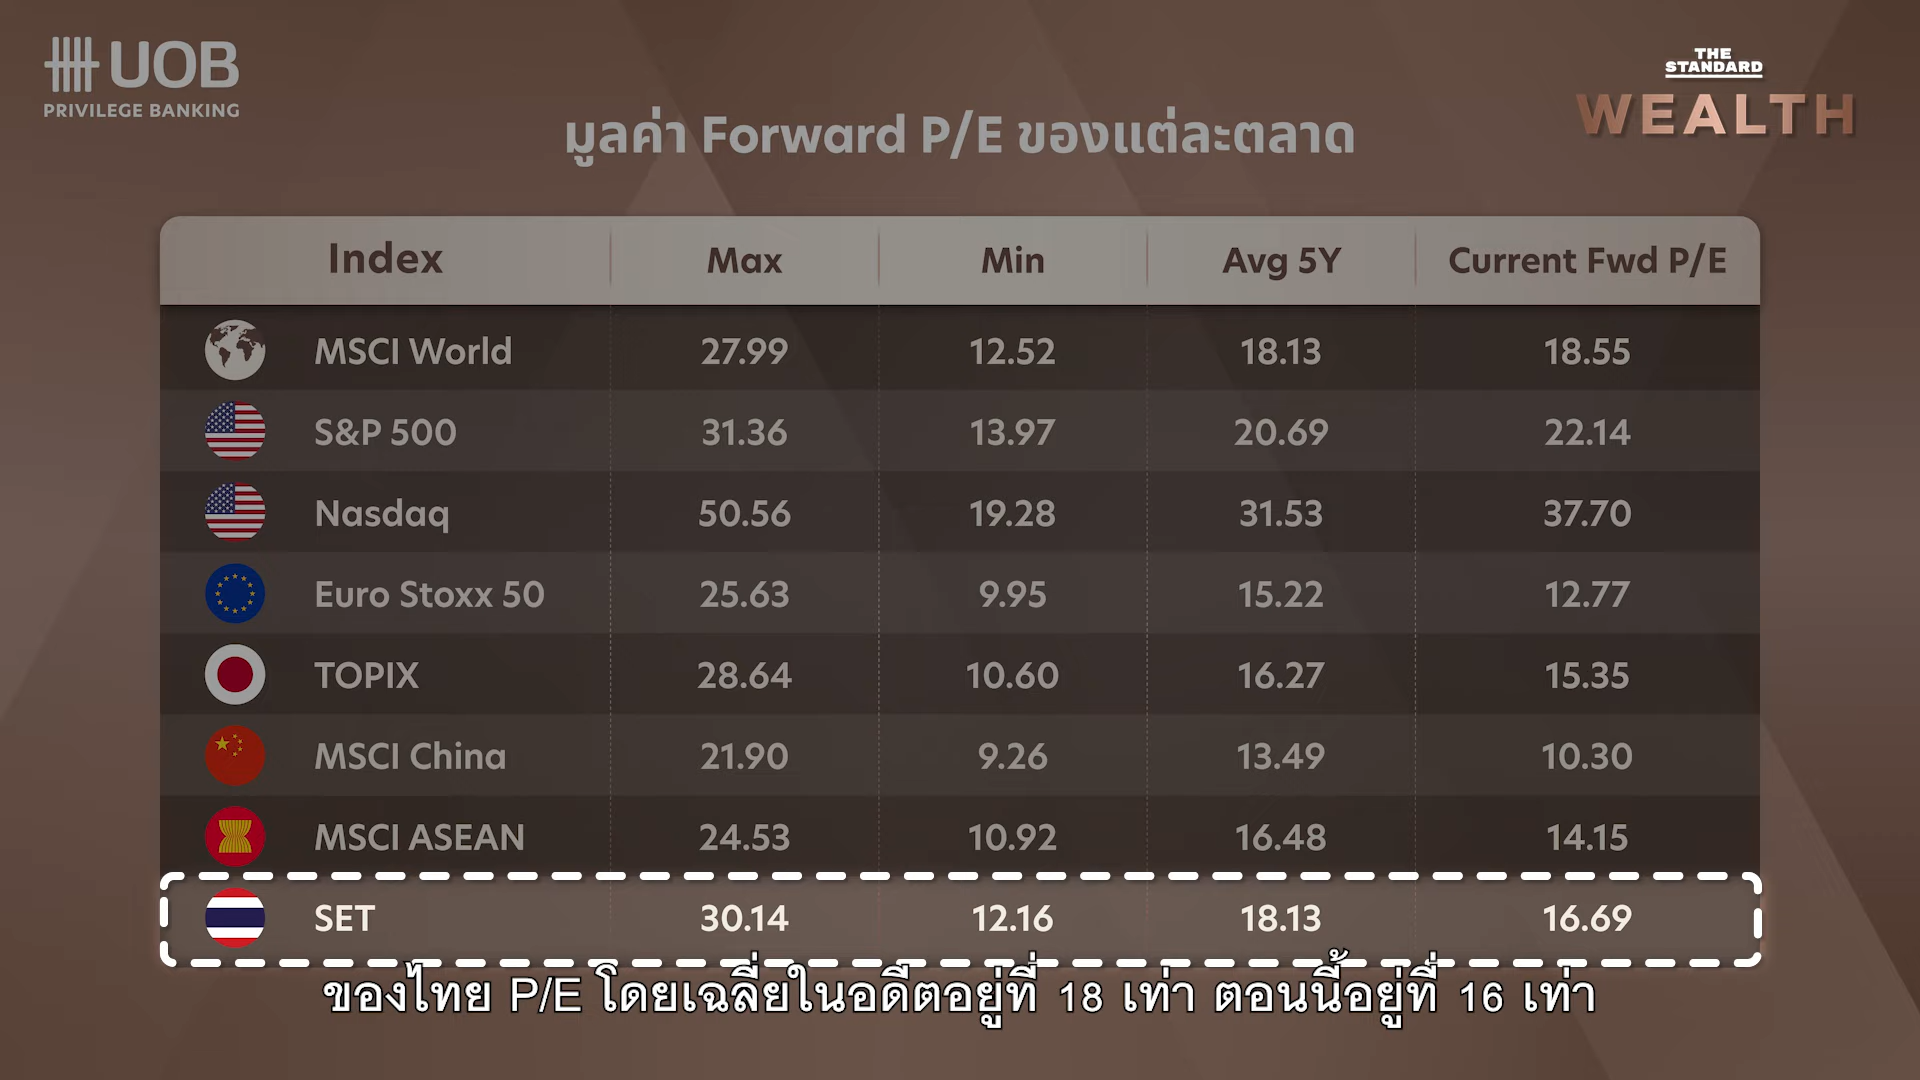 UOB
PRIVILEGE BANKING
THE
STANDARD
WEALTH
มูลค่า Forward P/E ของแต่ละตลาด
Index Max Min Avg 5Y Current Fwd P/E
MSCI World 27.99 12.52 18.13 18.55
S&P 500 31.36 13.97 20.69 22.14
Nasdaq 50.56 19.28 31.53 37.70
Euro Stoxx 50 25.63 9.95 15.22 12.77
TOPIX 28.64 10.60 16.27 15.35
MSCI China 21.90 9.26 13.49 10.30
MSCI ASEAN 24.53 10.92 16.48 14.15
SET 30.14 12.16 18.13 16.69
ของไทย P/E โดยเฉลี่ยในอดีตอยู่ที่ 18 เท่า ตอนนี้อยู่ที่ 16 เท่า